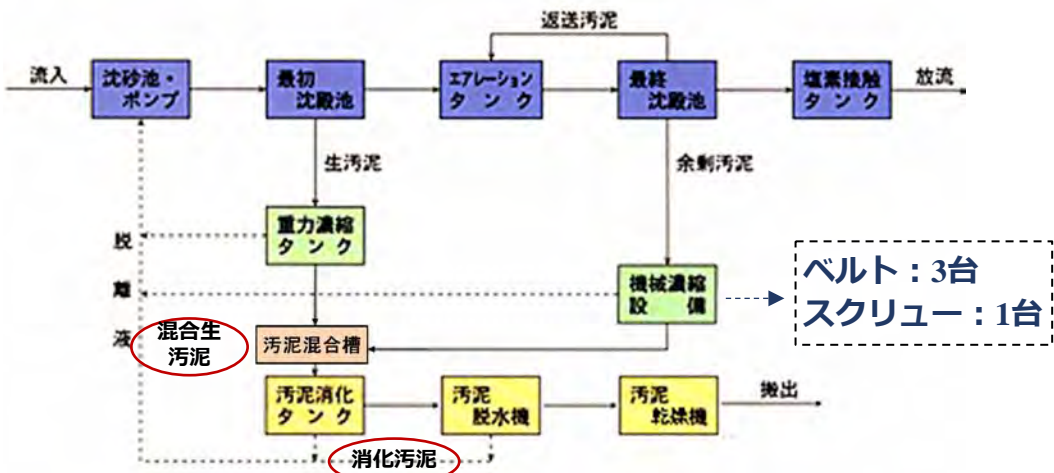 返送汚泥
流入
沈砂池・
ポンプ
最初
沈殿池
エアレーション
タンク
最終
沈殿池
塩素接触
タンク
放流
生汚泥
余剰汚泥
重力濃縮
タンク
脱
離
液
機械濃縮
設備
ベルト：3台
スクリュー：1台
混合生
汚泥
汚泥混合槽
汚泥消化
タンク
汚泥
脱水機
汚泥
乾燥機
搬出
消化汚泥